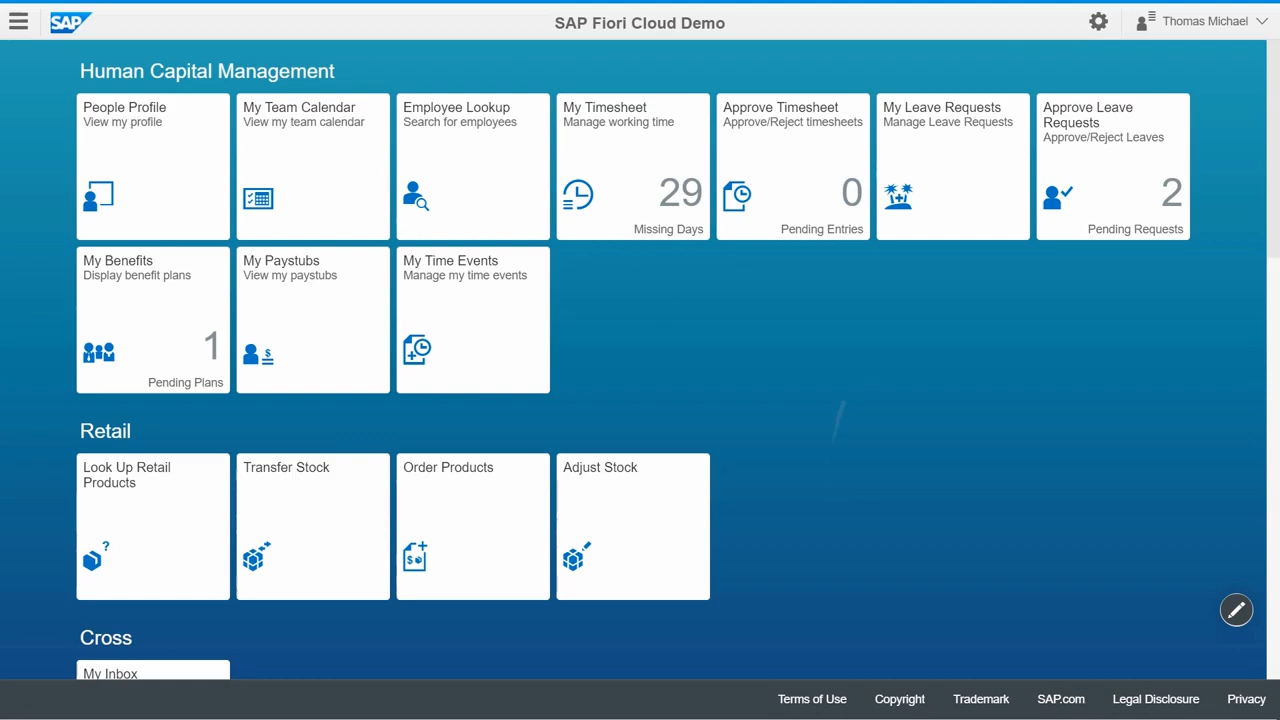 SAP
SAP Fiori Cloud Demo
Thomas Michael
Human Capital Management
People Profile
View my profile
My Team Calendar
View my team calendar
Employee Lookup
Search for employees
My Timesheet
Manage working time
29
Missing Days
Approve Timesheet
Approve/Reject timesheets
0
Pending Entries
My Leave Requests
Manage Leave Requests
Approve Leave
Requests
Approve/Reject Leaves
2
Pending Requests
My Benefits
Display benefit plans
1
Pending Plans
My Paystubs
View my paystubs
My Time Events
Manage my time events
Retail
Look Up Retail
Products
Transfer Stock
Order Products
Adjust Stock
Cross
My Inbox
Terms of Use
Copyright
Trademark
SAP.com
Legal Disclosure
Privacy